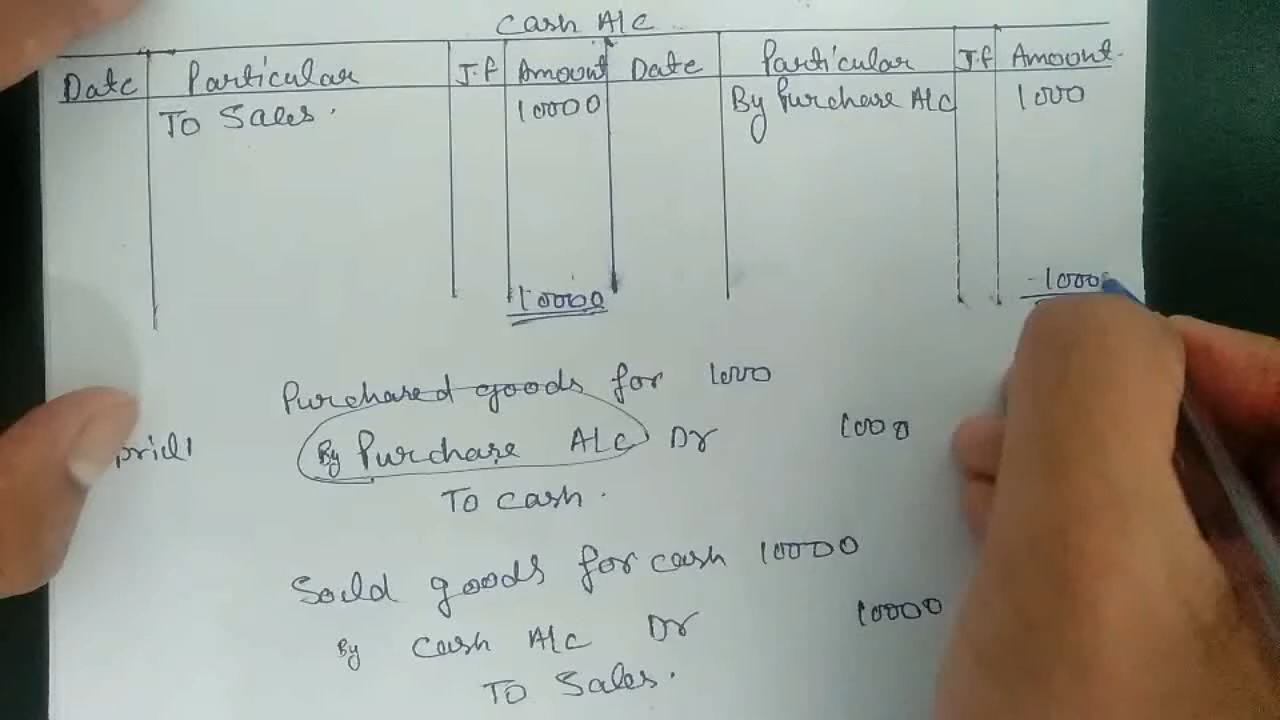 Cash A/C
Date Particular J.f Amount Date Particular J.f Amount.
To Sales. 10000 By Purchase A/C 1000
10000 1000
Purchased goods for 1000
By Purchase A/C Dr 1000
To cash.
Sold goods for cash 10000
By Cash A/C Dr 10000
To Sales.